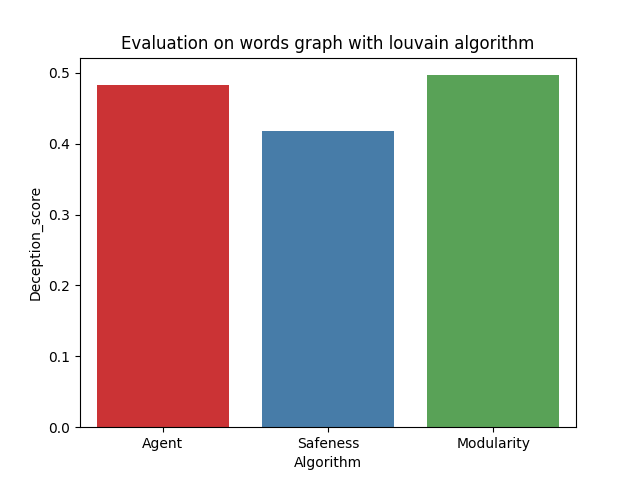 Evaluation on words graph with louvain algorithm
Deception_score
0.5
0.4
0.3
0.2
0.1
0.0
Agent
Safeness
Modularity
Algorithm